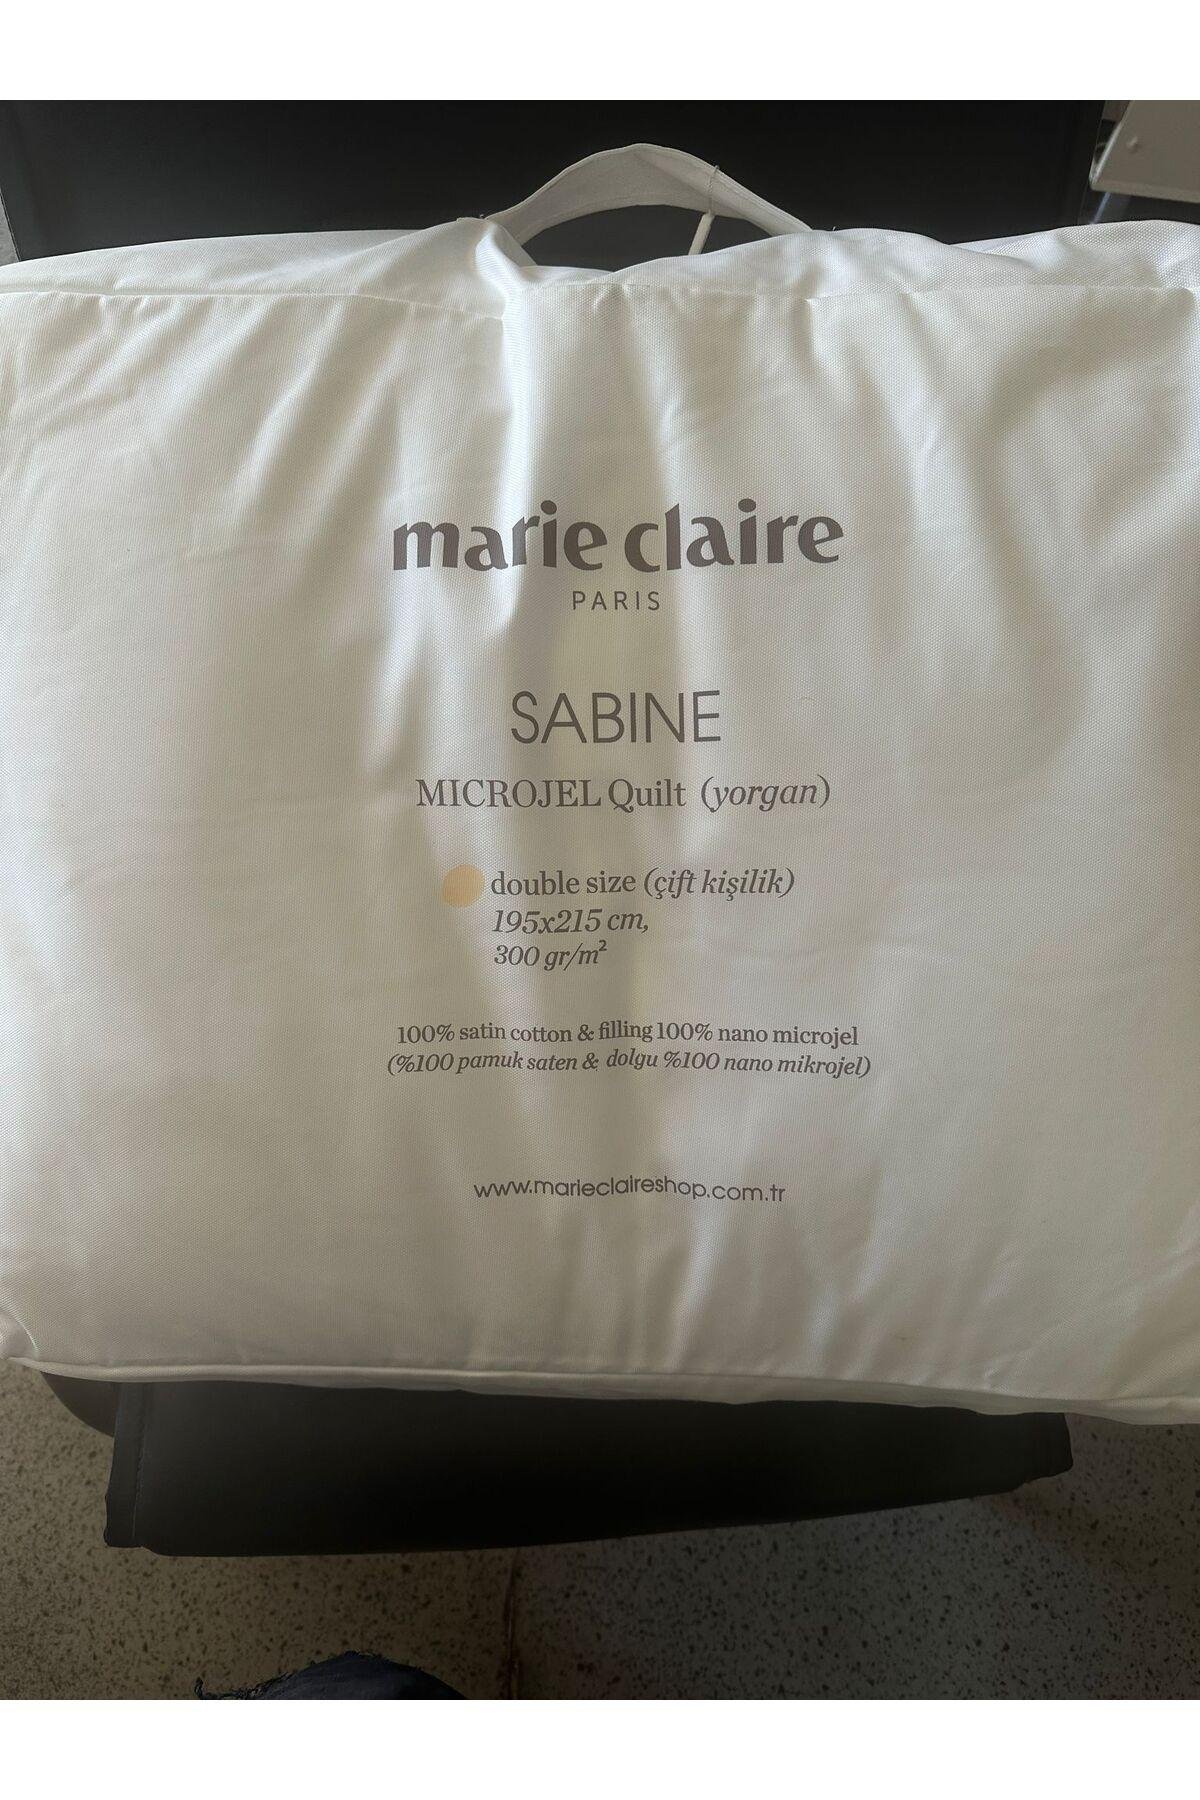 marie claire
PARIS
SABINE
MICROJEL Quilt (yorgan)
double size (çift kişilik)
195x215 cm,
300 gr/m²
100% satin cotton & filling 100% nano microjel
(%100 pamuk saten & dolgu %100 nano mikrojel)
www.marieclaireshop.com.tr